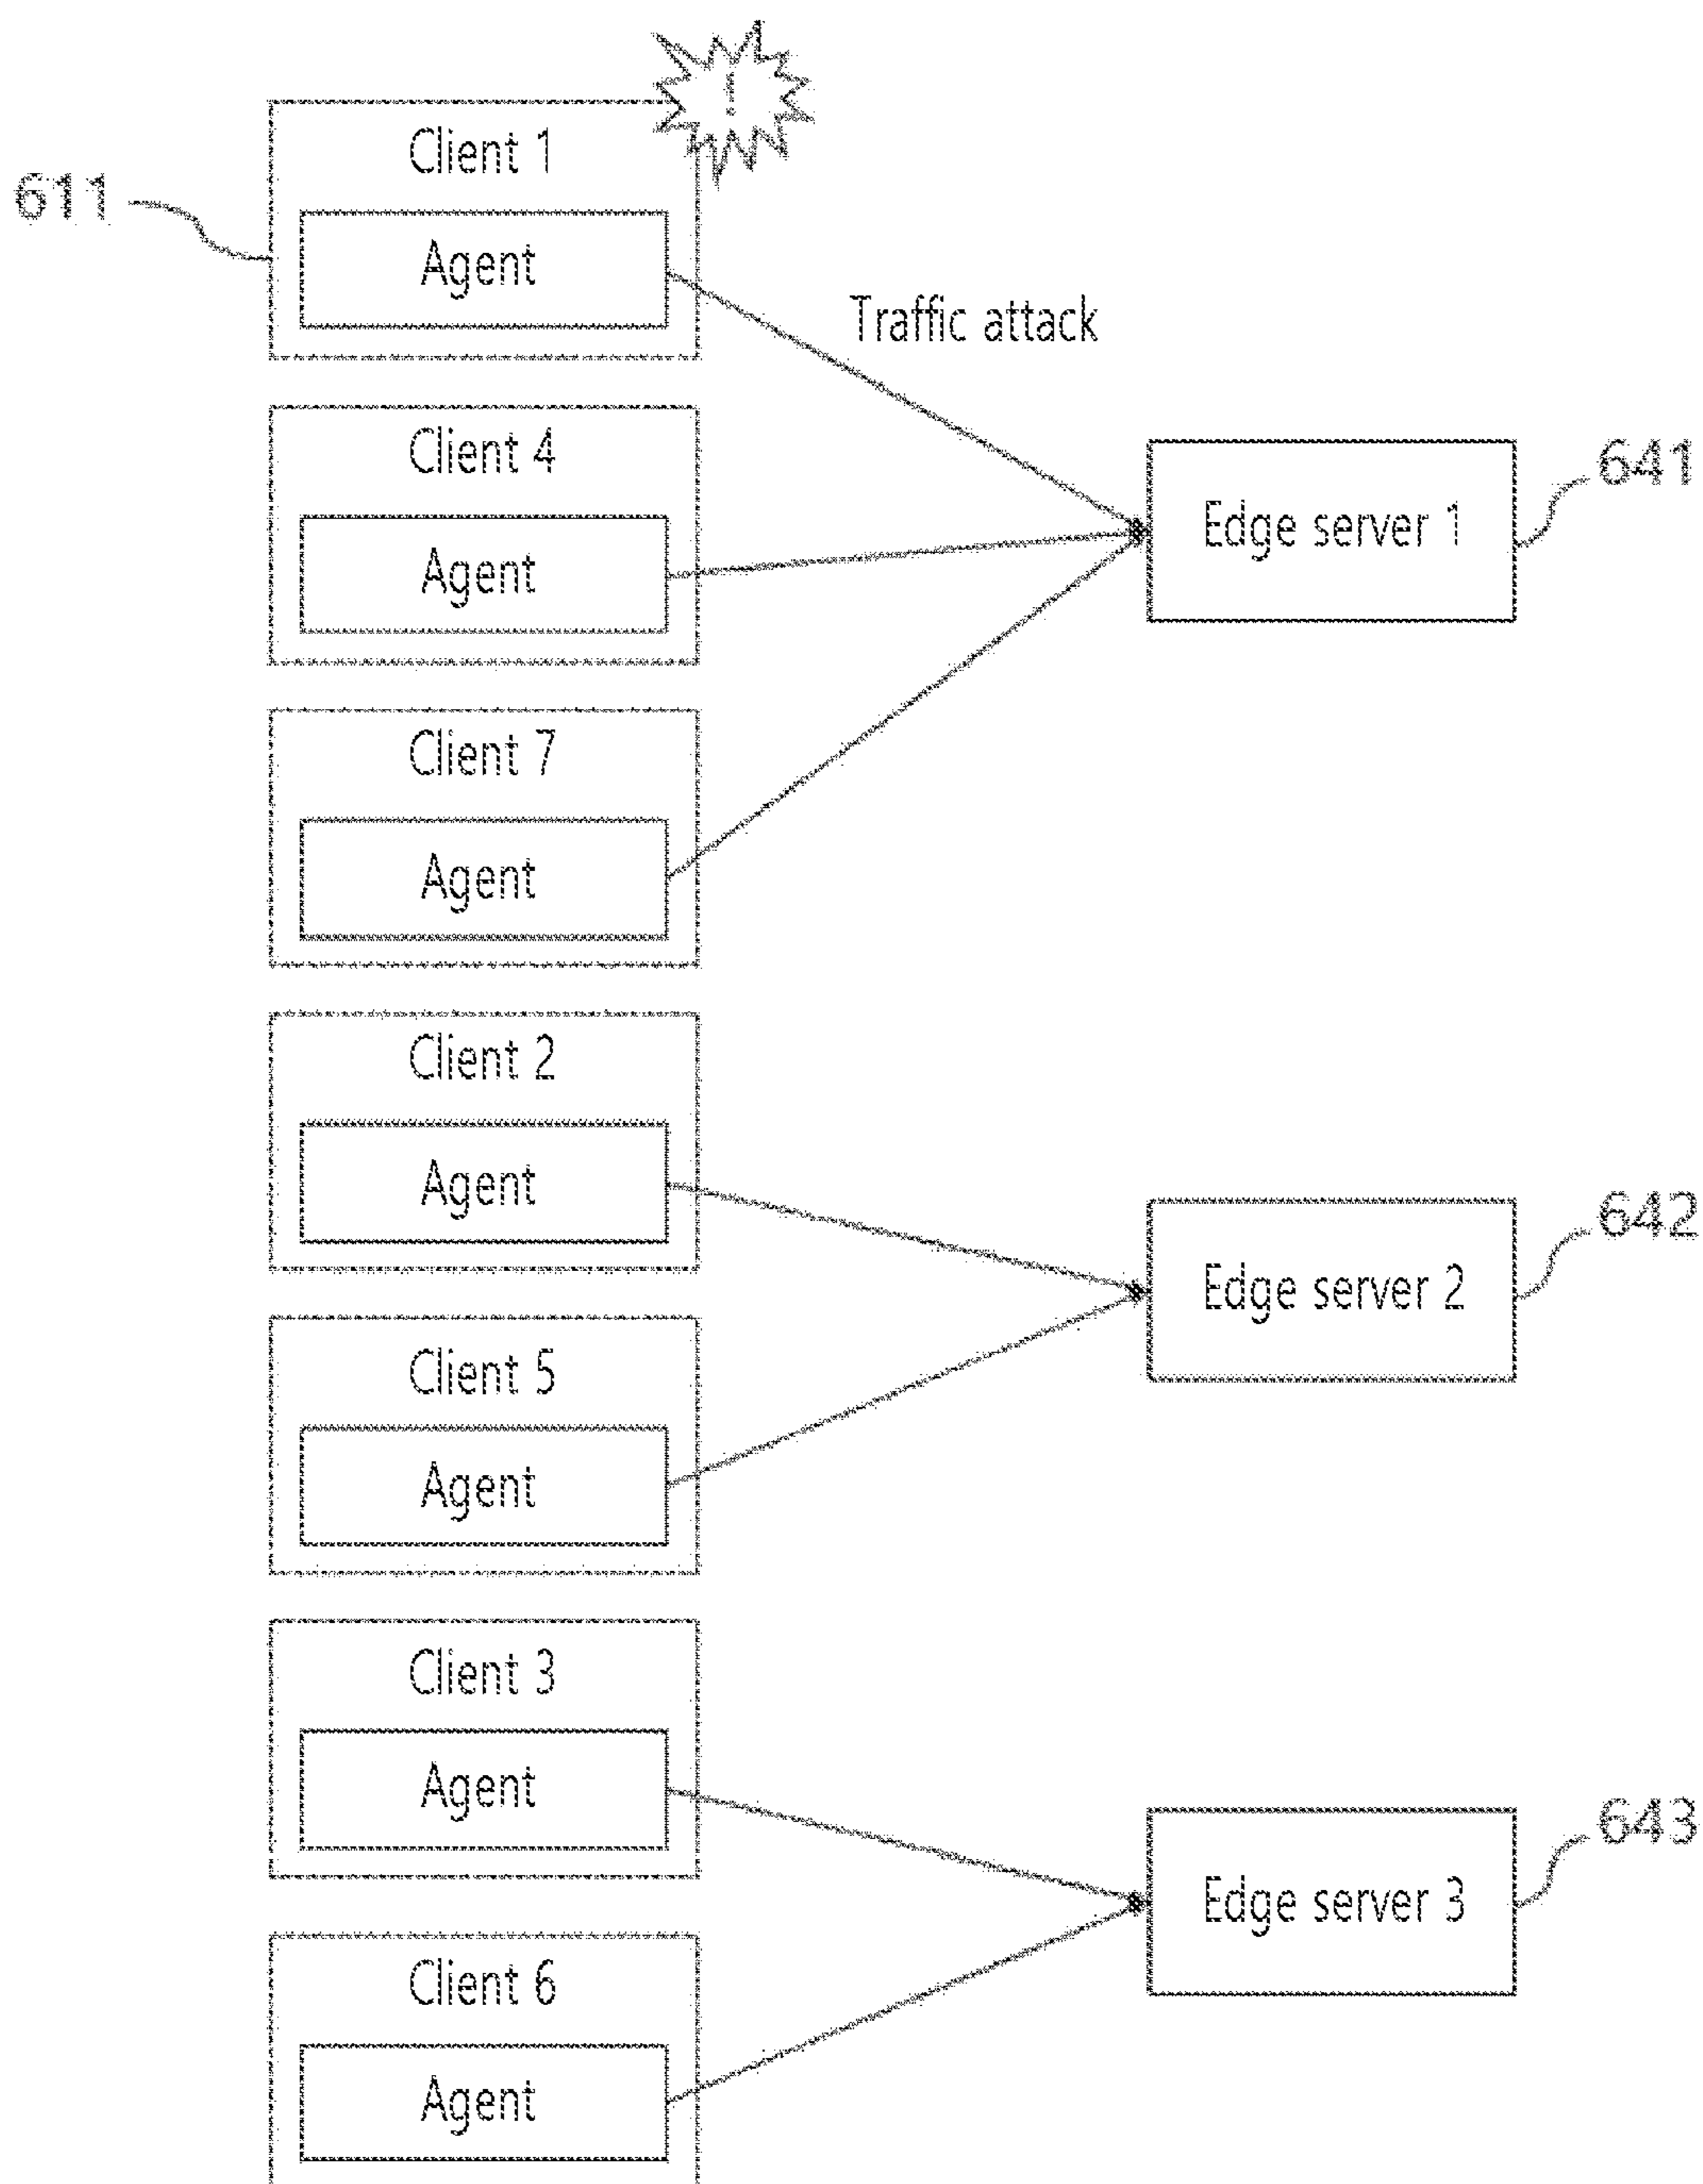 !
Client 1
611
Agent
Traffic attack
Client 4
Agent
641
Edge server 1
Client 7
Agent
Client 2
Agent
642
Edge server 2
Client 5
Agent
Client 3
Agent
643
Edge server 3
Client 6
Agent